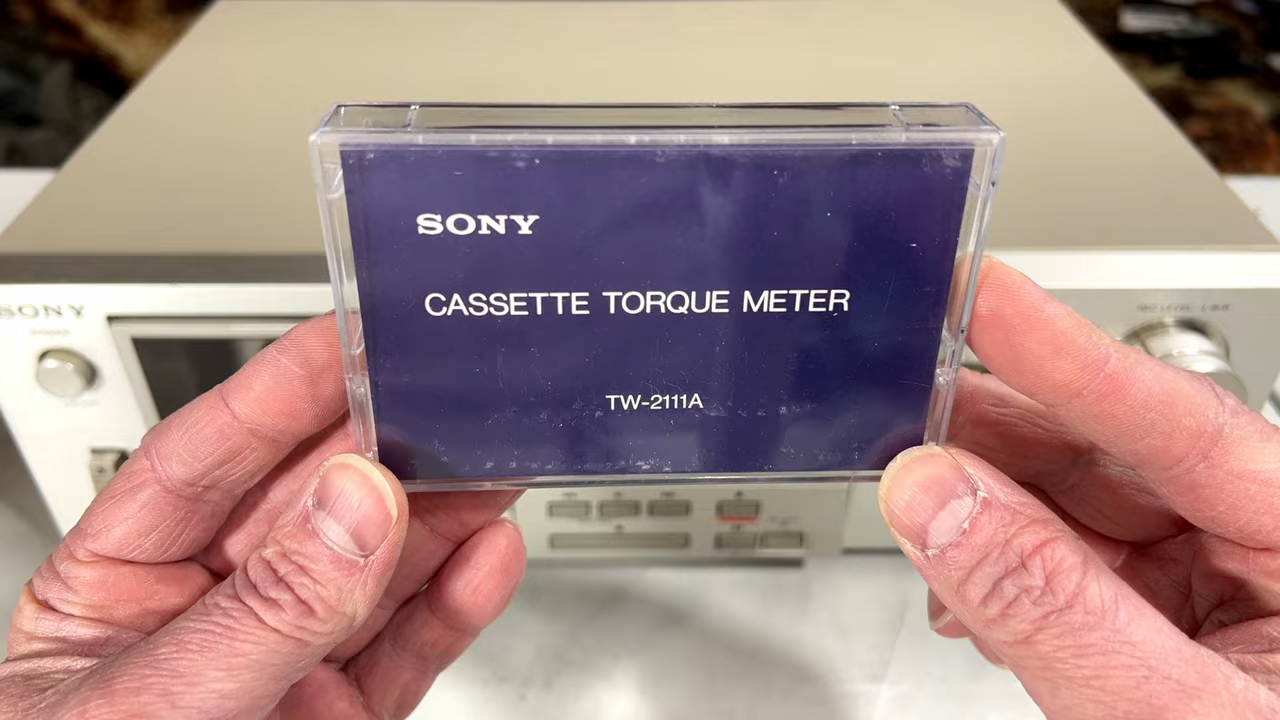 SONY
CASSETTE TORQUE METER
TW-2111A
SONY